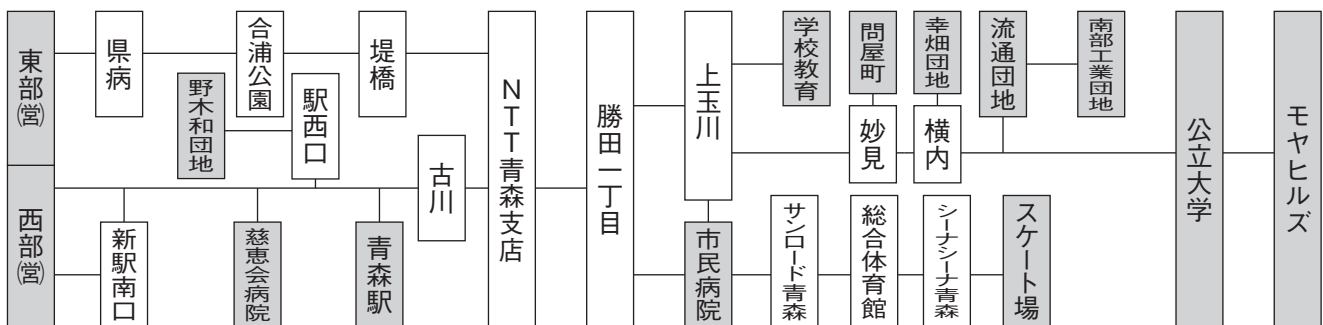 東部㈺
西部㈺
県病
合浦公園
堤橋
野木和団地
駅西口
古川
新駅南口
慈恵会病院
青森駅
NTT青森支店
勝田一丁目
上玉川
市民病院
学校教育
問屋町
妙見
幸畑団地
横内
流通団地
南部工業団地
サンロード青森
総合体育館
シーナシーナ青森
スケート場
公立大学
モヤヒルズ